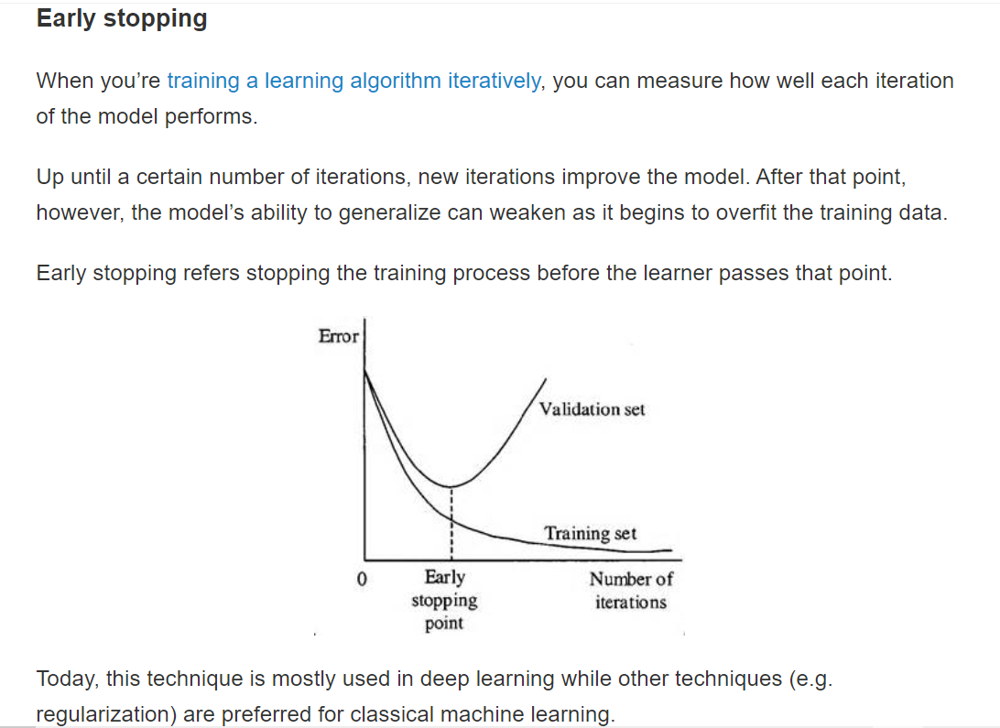 Early stopping
When you’re training a learning algorithm iteratively, you can measure how well each iteration
of the model performs.
Up until a certain number of iterations, new iterations improve the model. After that point,
however, the model’s ability to generalize can weaken as it begins to overfit the training data.
Early stopping refers stopping the training process before the learner passes that point.
Error
Validation set
Training set
0
Early
stopping
point
Number of
iterations
Today, this technique is mostly used in deep learning while other techniques (e.g.
regularization) are preferred for classical machine learning.